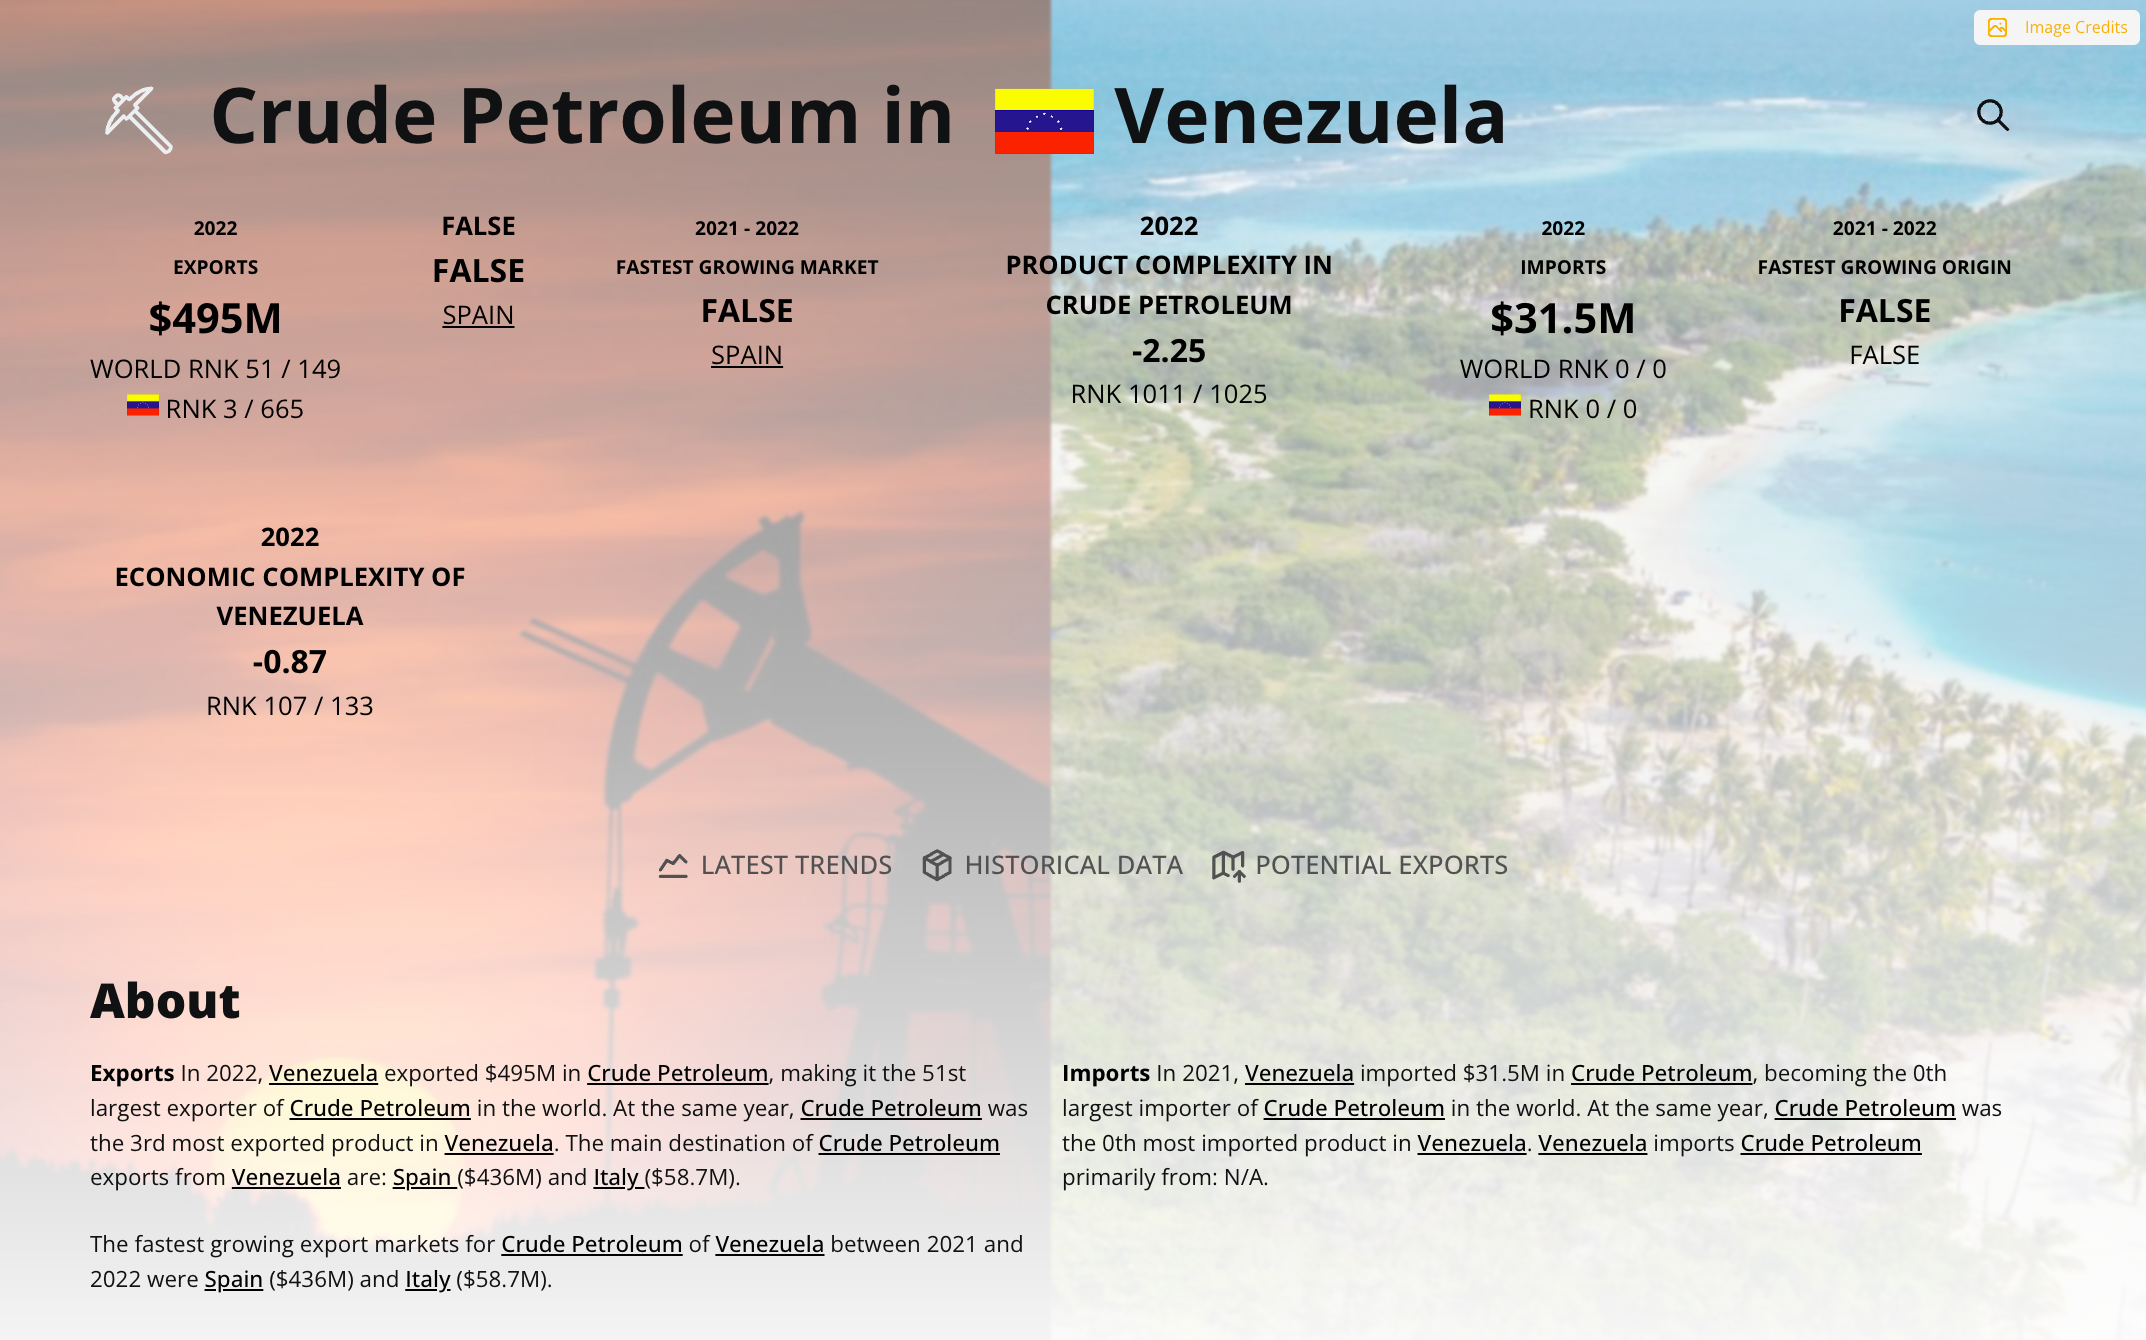 Image Credits
Crude Petroleum in Venezuela
2022
EXPORTS
$495M
WORLD RNK 51 / 149
RNK 3 / 665
FALSE
FALSE
SPAIN
2021 - 2022
FASTEST GROWING MARKET
FALSE
SPAIN
2022
PRODUCT COMPLEXITY IN
CRUDE PETROLEUM
-2.25
RNK 1011 / 1025
2022
IMPORTS
$31.5M
WORLD RNK 0 / 0
RNK 0 / 0
2021 - 2022
FASTEST GROWING ORIGIN
FALSE
FALSE
2022
ECONOMIC COMPLEXITY OF
VENEZUELA
-0.87
RNK 107 / 133
LATEST TRENDS
HISTORICAL DATA
POTENTIAL EXPORTS
About
Exports In 2022, Venezuela exported $495M in Crude Petroleum, making it the 51st
largest exporter of Crude Petroleum in the world. At the same year, Crude Petroleum was
the 3rd most exported product in Venezuela. The main destination of Crude Petroleum
exports from Venezuela are: Spain ($436M) and Italy ($58.7M).
The fastest growing export markets for Crude Petroleum of Venezuela between 2021 and
2022 were Spain ($436M) and Italy ($58.7M).
Imports In 2021, Venezuela imported $31.5M in Crude Petroleum, becoming the 0th
largest importer of Crude Petroleum in the world. At the same year, Crude Petroleum was
the 0th most imported product in Venezuela. Venezuela imports Crude Petroleum
primarily from: N/A.